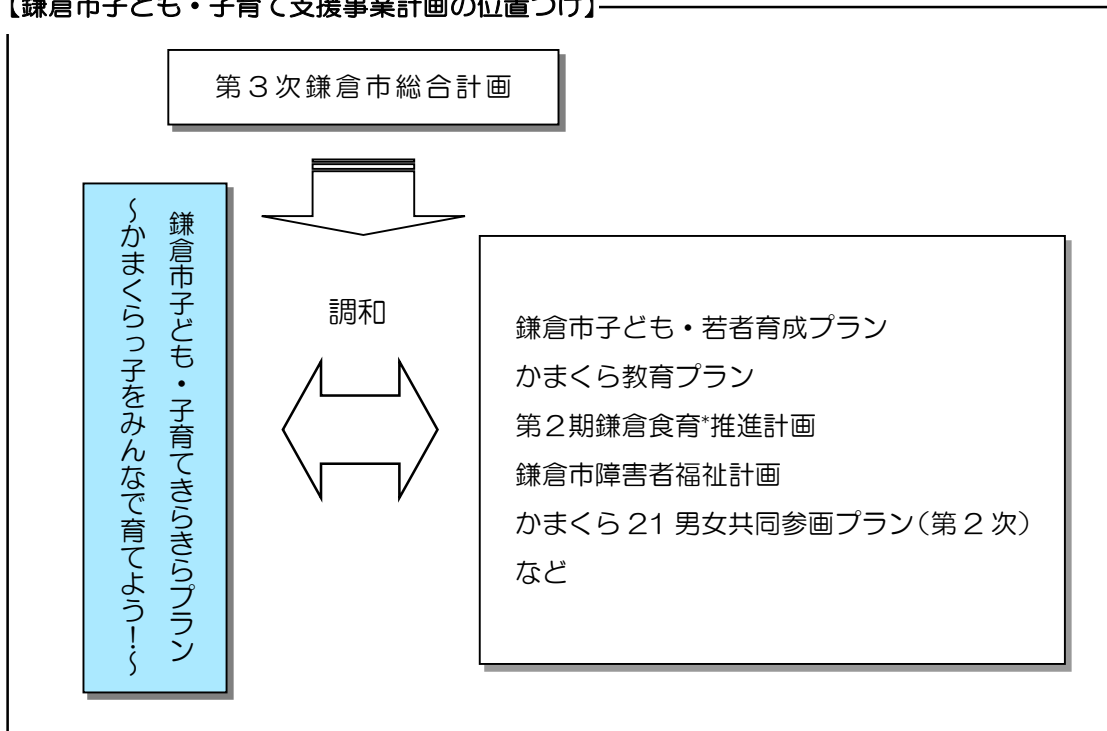 【鎌倉市子ども・子育て支援事業計画の位置づけ】
第３次鎌倉市総合計画
鎌倉市子ども・子育てきらきらプラン
～かまくらっ子をみんなで育てよう！～
調和
鎌倉市子ども・若者育成プラン
かまくら教育プラン
第２期鎌倉食育*推進計画
鎌倉市障害者福祉計画
かまくら 21 男女共同参画プラン（第 2 次）
など